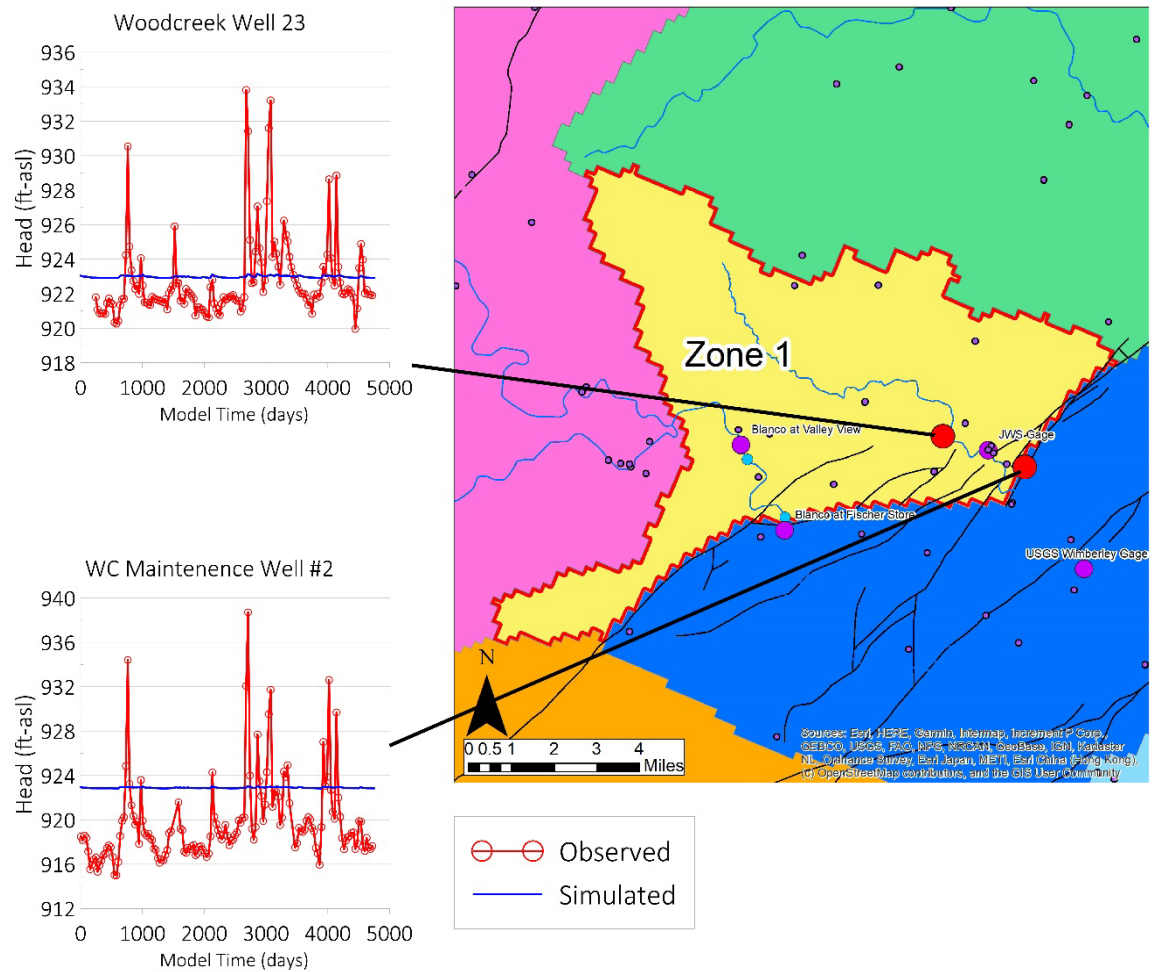 Woodcreek Well 23
Head (ft-asl)
936
934
932
930
928
926
924
922
920
918
0 1000 2000 3000 4000 5000
Model Time (days)
WC Maintenence Well #2
Head (ft-asl)
940
936
932
928
924
920
916
912
0 1000 2000 3000 4000 5000
Model Time (days)
Zone 1
Blanco at Valley View
JWS-Gage
Blanco at Fischer Store
USGS Wimberley Gage
N
0 0.5 1 2 3 4
Miles
Sources: Esri, HERE, Garmin, Intermap, increment P Corp.,
GEBCO, USGS, FAO, NPS, NRCAN, GeoBase, IGN, Kadaster
NL, Ordnance Survey, Esri Japan, METI, Esri China (Hong Kong),
(c) OpenStreetMap contributors, and the GIS User Community
Observed
Simulated